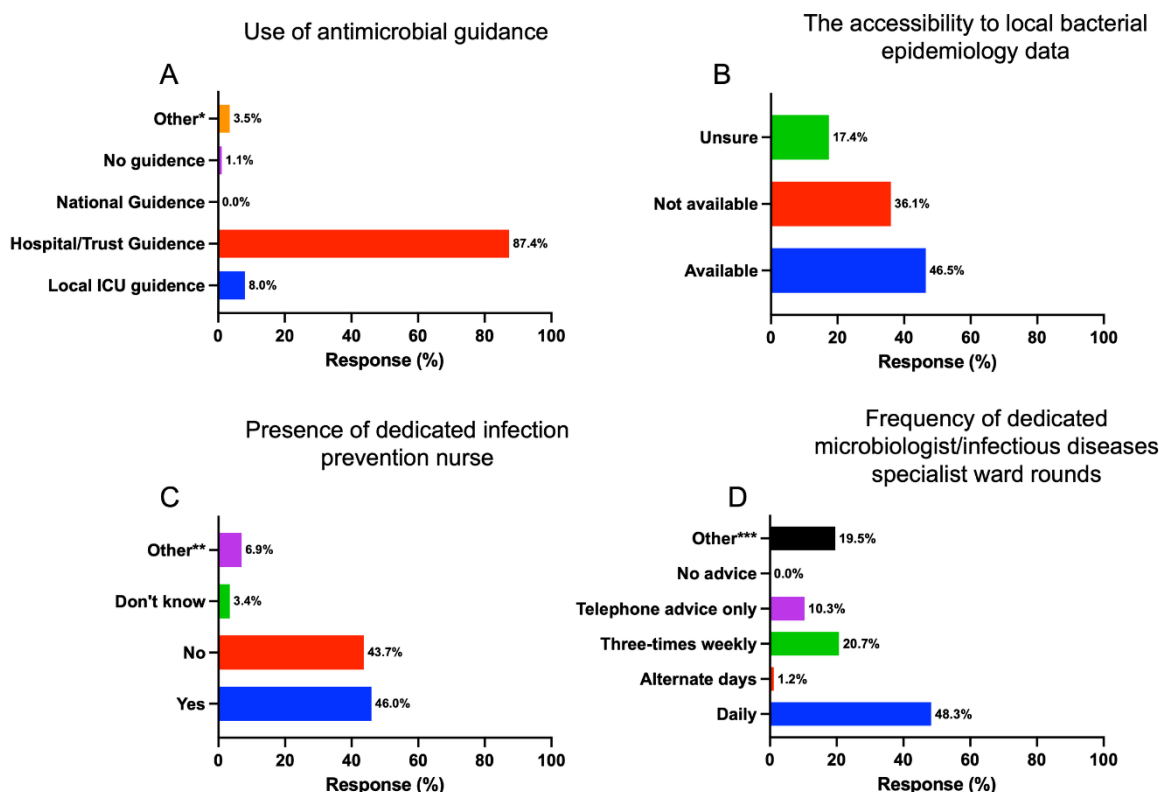 Use of antimicrobial guidance
A
Other*
3.5%
No guidence
1.1%
National Guidence
0.0%
Hospital/Trust Guidence
87.4%
Local ICU guidence
8.0%
0 20 40 60 80 100
Response (%)
The accessibility to local bacterial
epidemiology data
B
Unsure
17.4%
Not available
36.1%
Available
46.5%
0 20 40 60 80 100
Response (%)
Presence of dedicated infection
prevention nurse
C
Other**
6.9%
Don't know
3.4%
No
43.7%
Yes
46.0%
0 20 40 60 80 100
Response (%)
Frequency of dedicated
microbiologist/infectious diseases
specialist ward rounds
D
Other***
19.5%
No advice
0.0%
Telephone advice only
10.3%
Three-times weekly
20.7%
Alternate days
1.2%
Daily
48.3%
0 20 40 60 80 100
Response (%)